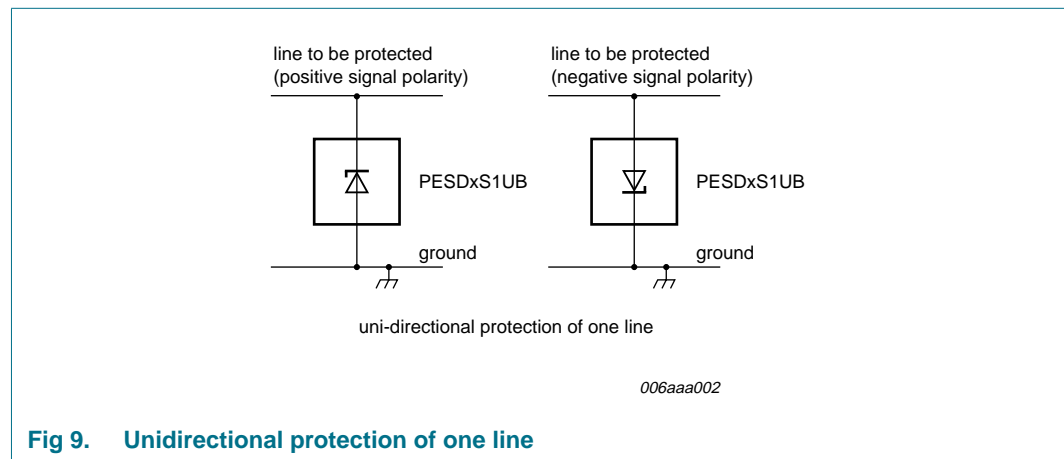 line to be protected
(positive signal polarity)
line to be protected
(negative signal polarity)
PESDxS1UB
PESDxS1UB
ground
ground
uni-directional protection of one line
006aaa002
Fig 9. Unidirectional protection of one line